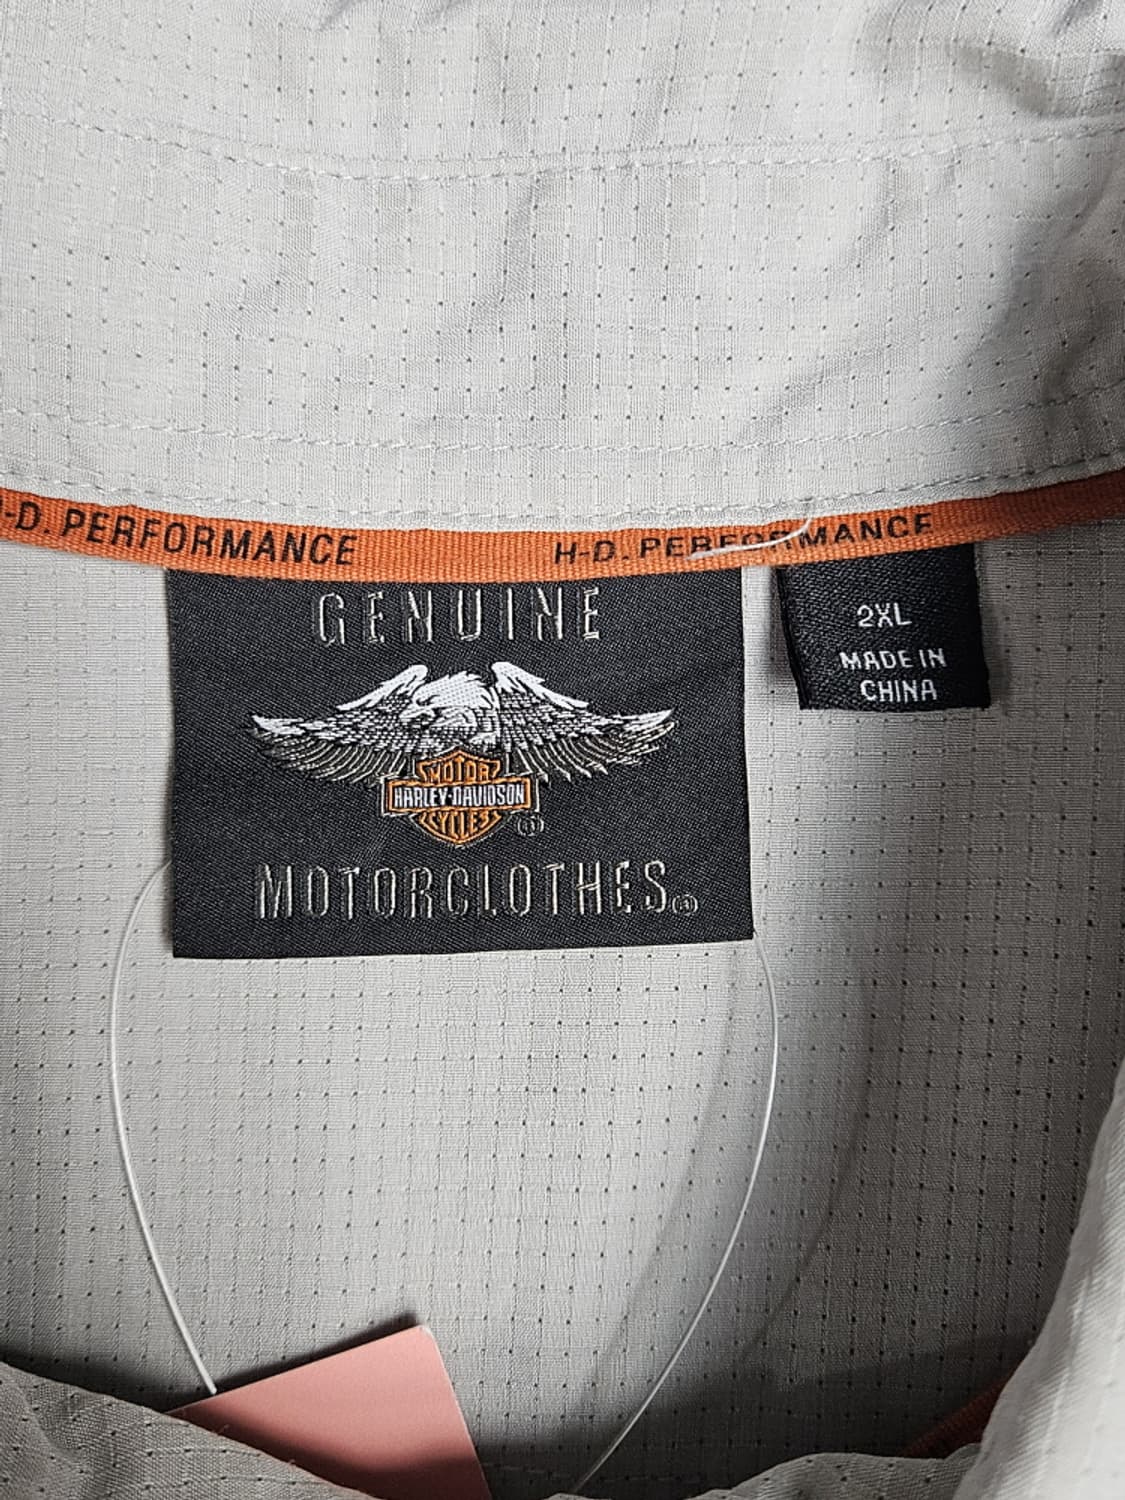 -D. PERFORMANCE
H-D. PERFORMANCE
GENUINE
MOTOR
HARLEY-DAVIDSON
CYCLES
®
MOTORCLOTHES®
2XL
MADE IN
CHINA